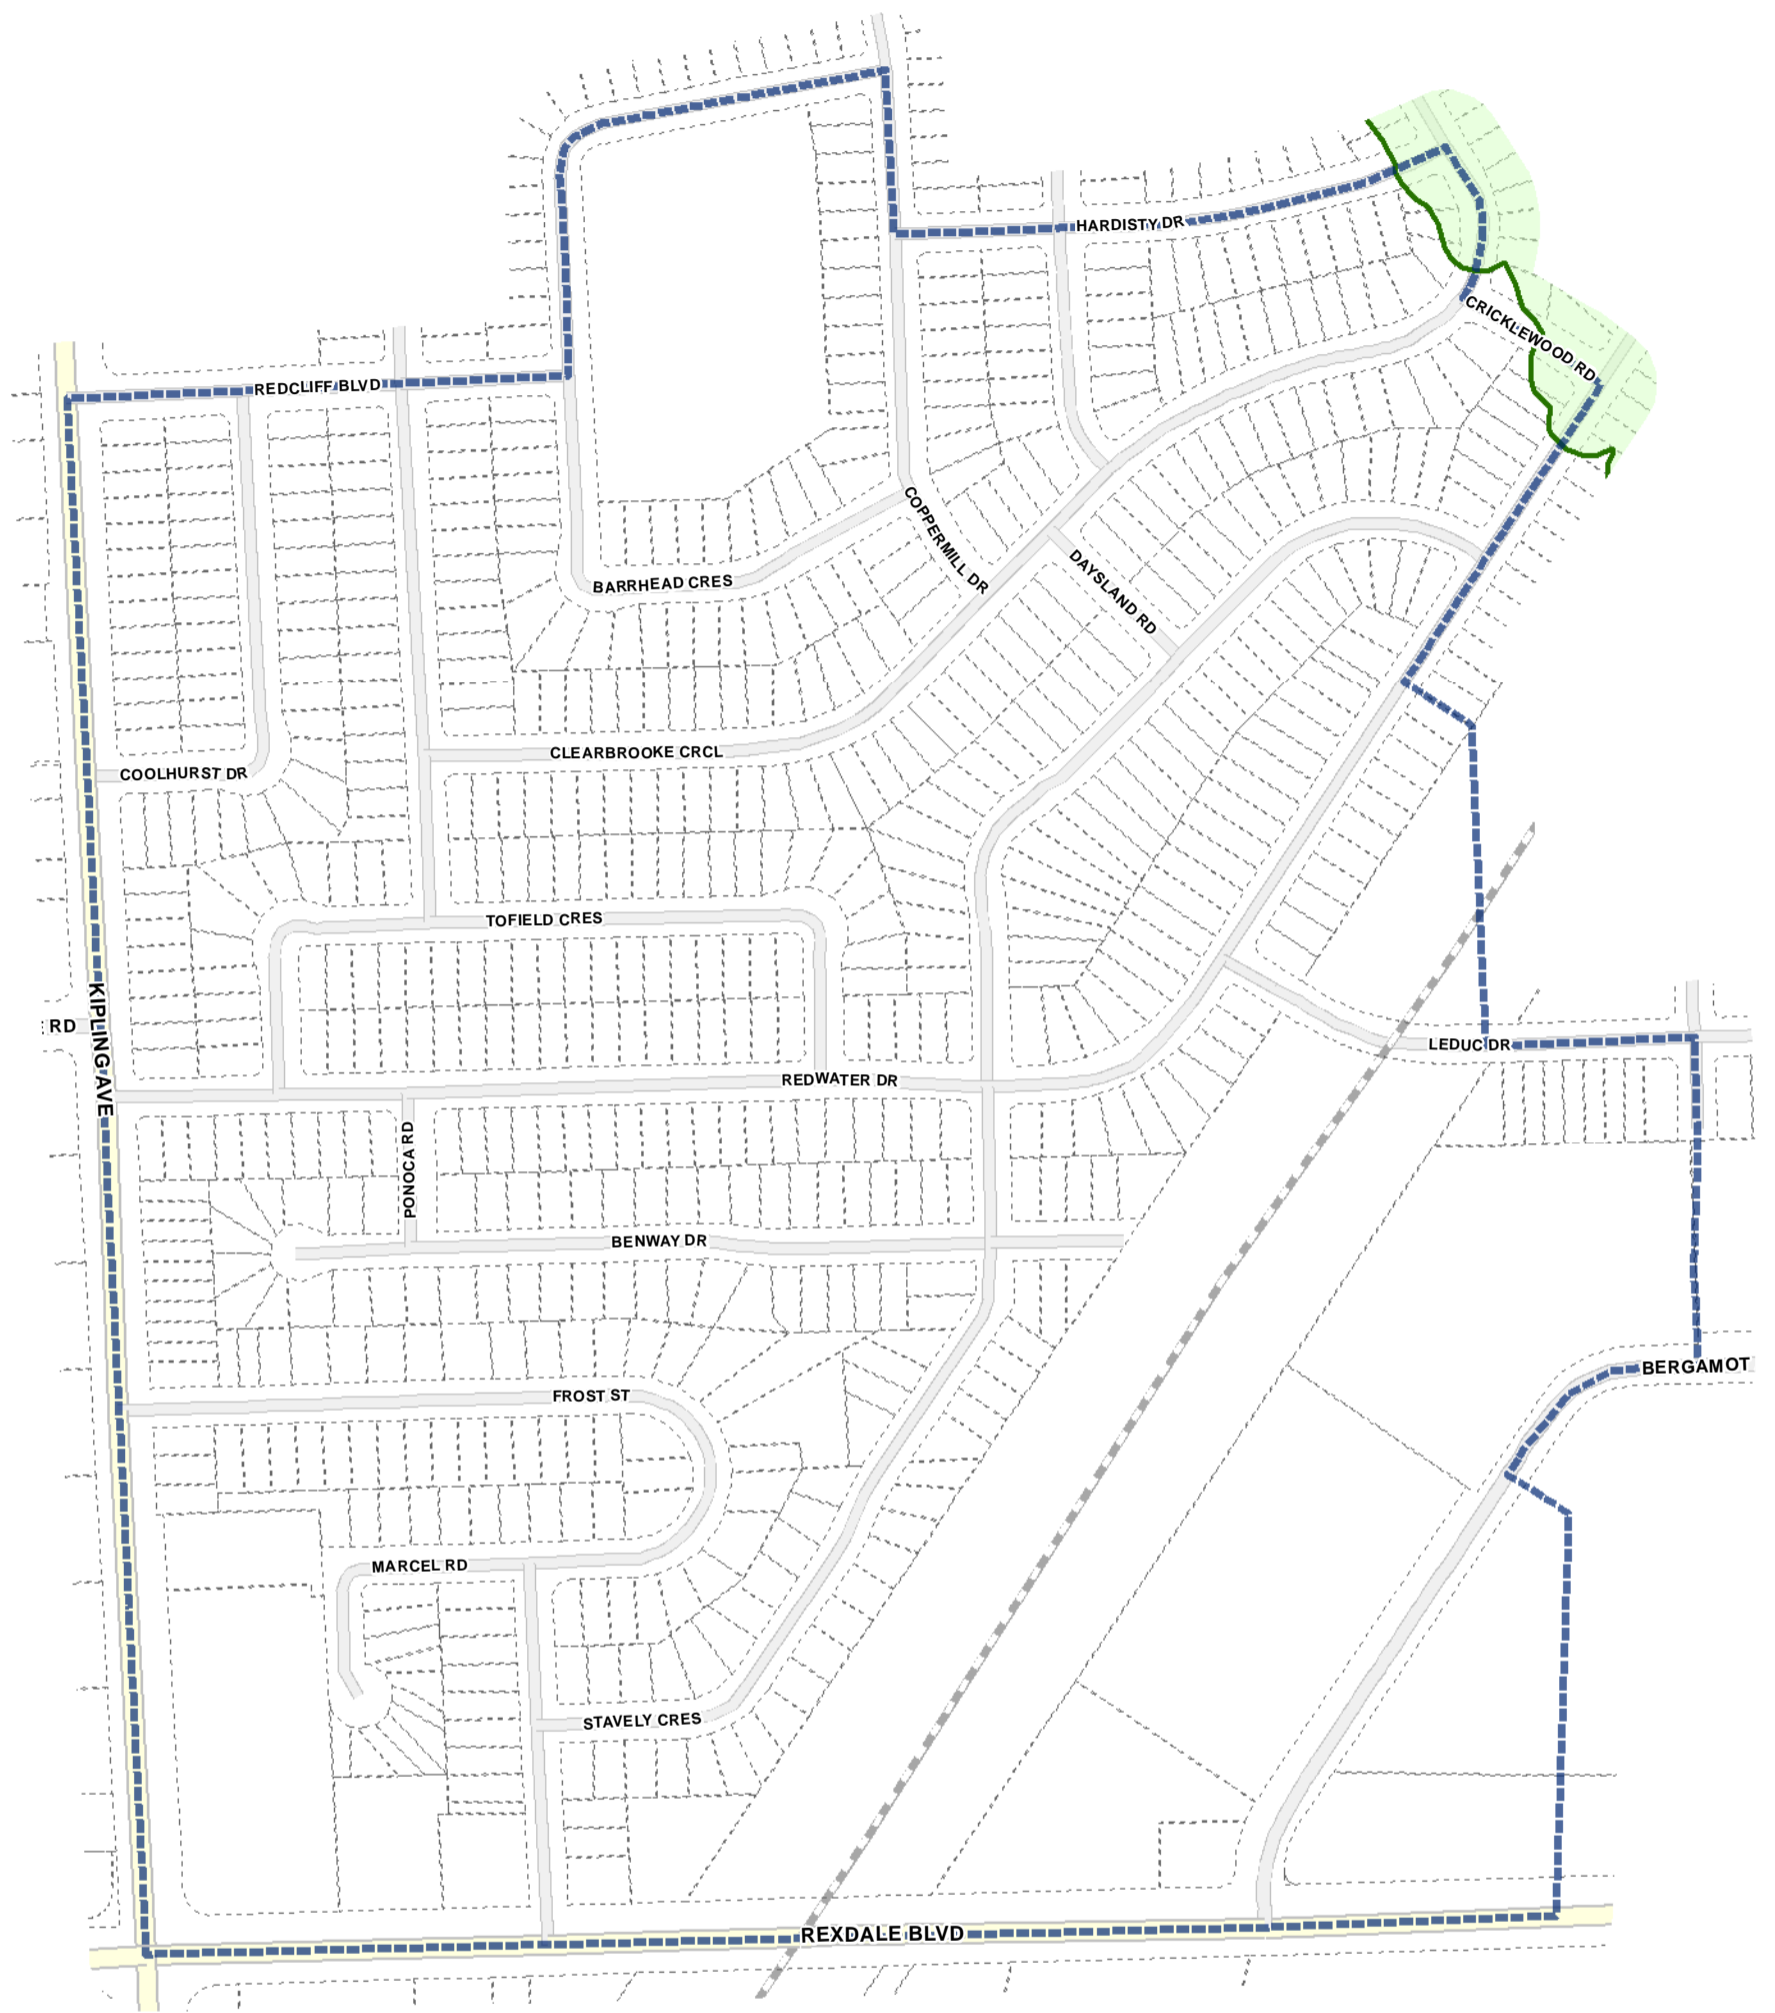 HARDISTY DR
CRICKLEWOOD RD
REDCLIFF BLVD
COPPERMILL DR
BARRHEAD CRES
DAYSLAND RD
CLEARBROOKE CRCL
COOLHURST DR
TOFIELD CRES
KIPLING AVE
RD
LEDUC DR
REDWATER DR
PONOCA RD
BENWAY DR
BERGAMOT
FROST ST
MARCEL RD
STAVELY CRES
REXDALE BLVD